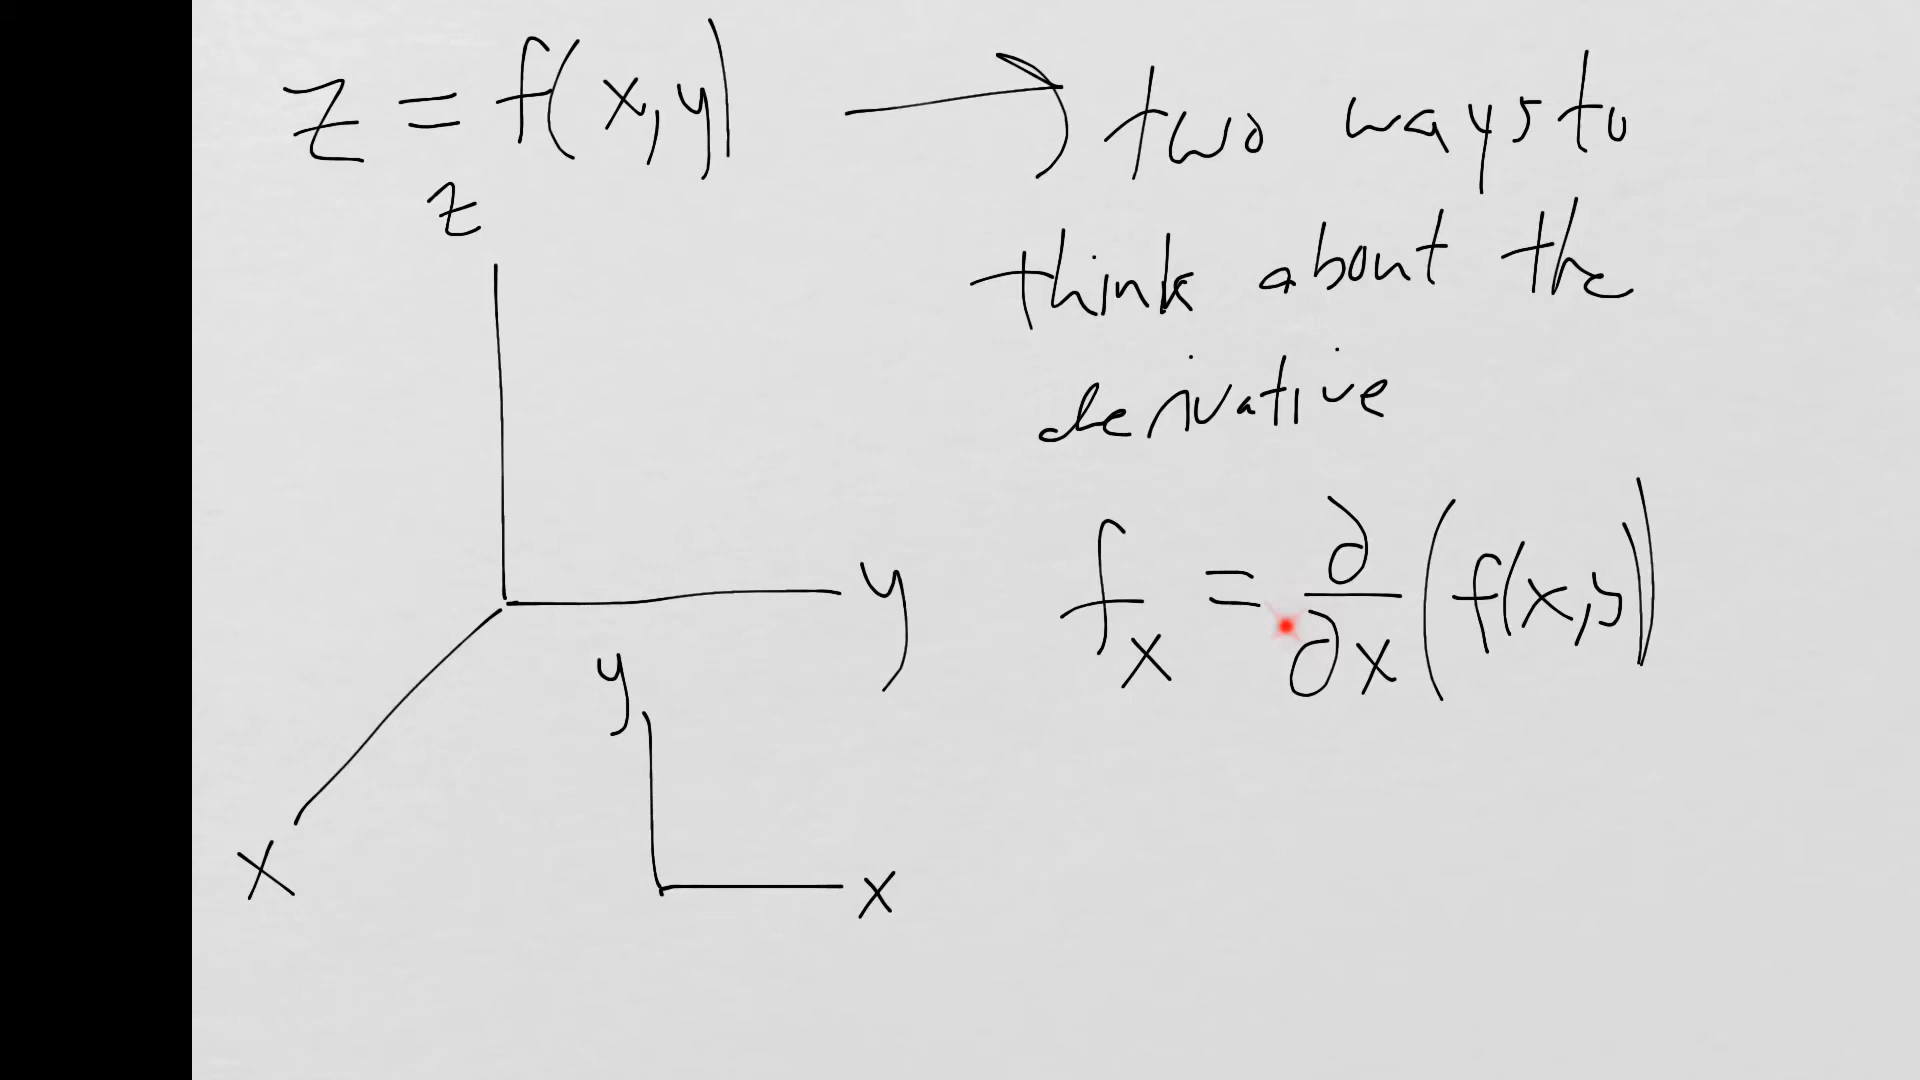 z = f(x,y) → two ways to
think about the
derivative
z
y
x
y
x
f_x = ∂/∂x (f(x,y))